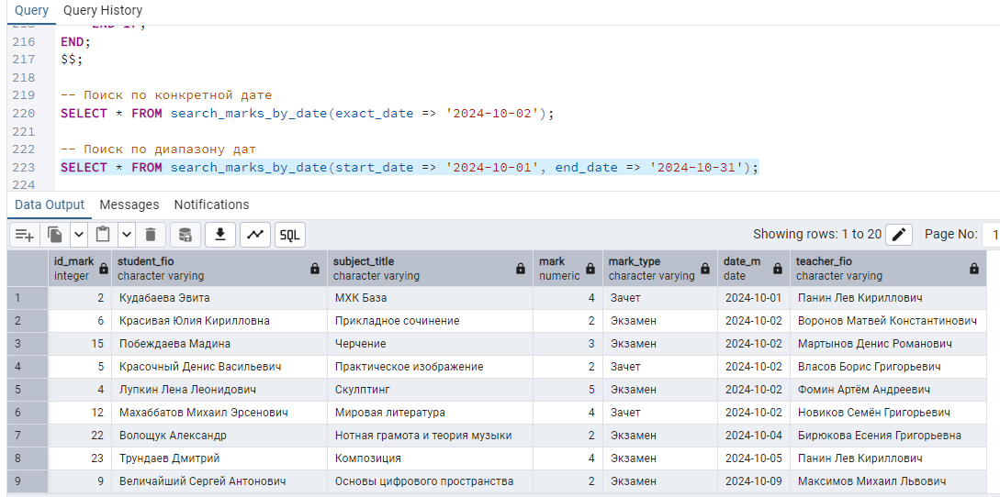 Query Query History
215 END IF;
216 END;
217 $$;
218
219 -- Поиск по конкретной дате
220 SELECT * FROM search_marks_by_date(exact_date => '2024-10-02');
221
222 -- Поиск по диапазону дат
223 SELECT * FROM search_marks_by_date(start_date => '2024-10-01', end_date => '2024-10-31');
224
Data Output Messages Notifications
SQL Showing rows: 1 to 20 Page No: 1
id_mark student_fio subject_title mark mark_type date_m teacher_fio
integer character varying character varying numeric character varying date character varying
1 2 Кудабаева Эвита МХК База 4 Зачет 2024-10-01 Панин Лев Кириллович
2 6 Красивая Юлия Кирилловна Прикладное сочинение 2 Экзамен 2024-10-02 Воронов Матвей Константинович
3 15 Побеждаева Мадина Черчение 3 Экзамен 2024-10-02 Мартынов Денис Романович
4 5 Красочный Денис Васильевич Практическое изображение 2 Зачет 2024-10-02 Власов Борис Григорьевич
5 4 Лупкин Лена Леонидович Скулптинг 5 Экзамен 2024-10-02 Фомин Артём Андреевич
6 12 Махаббатов Михаил Эрсенович Мировая литература 4 Зачет 2024-10-02 Новиков Семён Григорьевич
7 22 Волощук Александр Нотная грамота и теория музыки 2 Экзамен 2024-10-04 Бирюкова Есения Григорьевна
8 23 Трундаев Дмитрий Композиция 4 Экзамен 2024-10-05 Панин Лев Кириллович
9 9 Величайший Сергей Антонович Основы цифрового пространства 2 Экзамен 2024-10-09 Максимов Михаил Львович